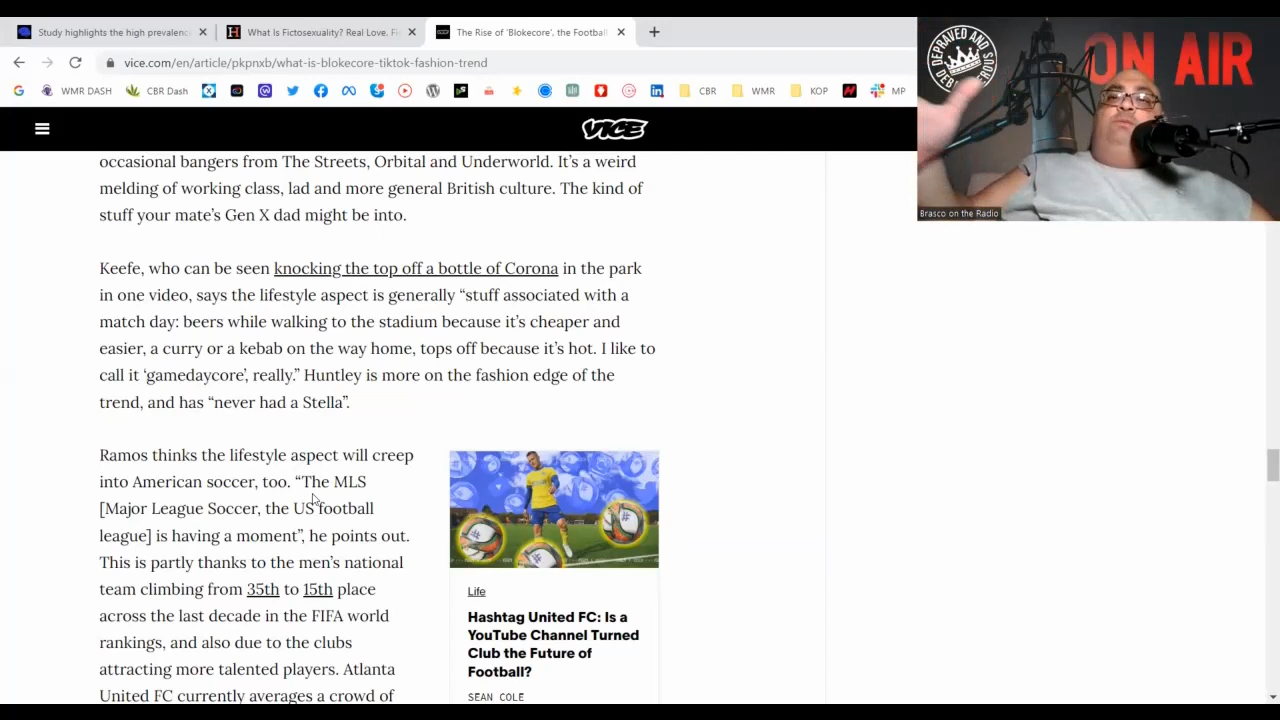 Study highlights the high prevalenc
What Is Fictosexuality? Real Love, Fi
The Rise of 'Blokecore', the Football
vice.com/en/article/pkpnxb/what-is-blokecore-tiktok-fashion-trend
WMR DASH
CBR Dash
CBR
WMR
KOP
MP
DEPRAVED AND
DEBAUCHEROUS
ON AIR
Brasco on the Radio
VICE
occasional bangers from The Streets, Orbital and Underworld. It's a weird
melding of working class, lad and more general British culture. The kind of
stuff your mate's Gen X dad might be into.
Keefe, who can be seen knocking the top off a bottle of Corona in the park
in one video, says the lifestyle aspect is generally “stuff associated with a
match day: beers while walking to the stadium because it's cheaper and
easier, a curry or a kebab on the way home, tops off because it's hot. I like to
call it ‘gamedaycore’, really.” Huntley is more on the fashion edge of the
trend, and has “never had a Stella”.
Ramos thinks the lifestyle aspect will creep
into American soccer, too. “The MLS
[Major League Soccer, the US football
league] is having a moment”, he points out.
This is partly thanks to the men's national
team climbing from 35th to 15th place
across the last decade in the FIFA world
rankings, and also due to the clubs
attracting more talented players. Atlanta
United FC currently averages a crowd of
Life
Hashtag United FC: Is a
YouTube Channel Turned
Club the Future of
Football?
SEAN COLE